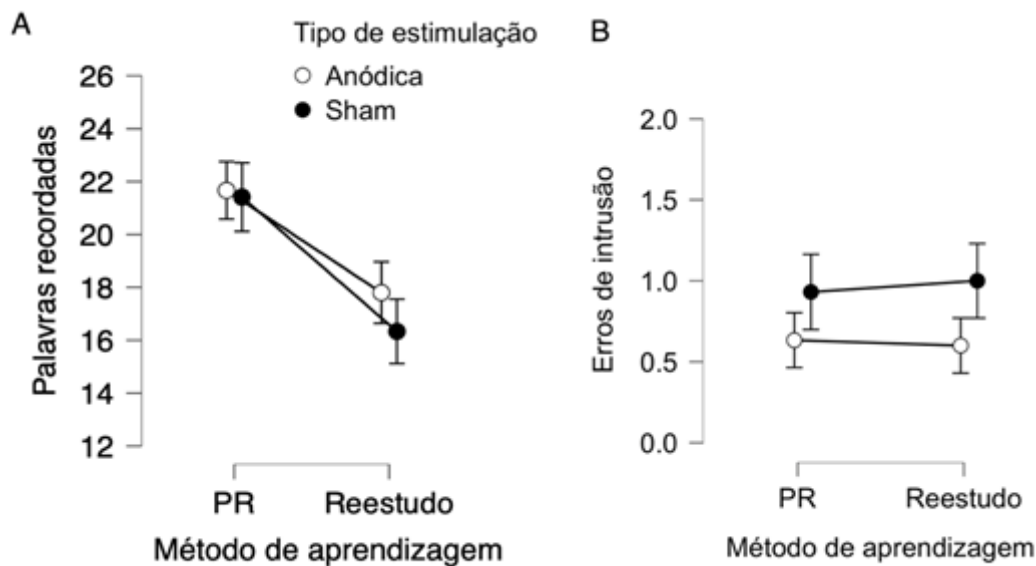 A
Tipo de estimulação
Anódica
Sham
Palavras recordadas
26
24
22
20
18
16
14
12
PR
Reestudo
Método de aprendizagem
B
Erros de intrusão
2.0
1.5
1.0
0.5
0.0
PR
Reestudo
Método de aprendizagem